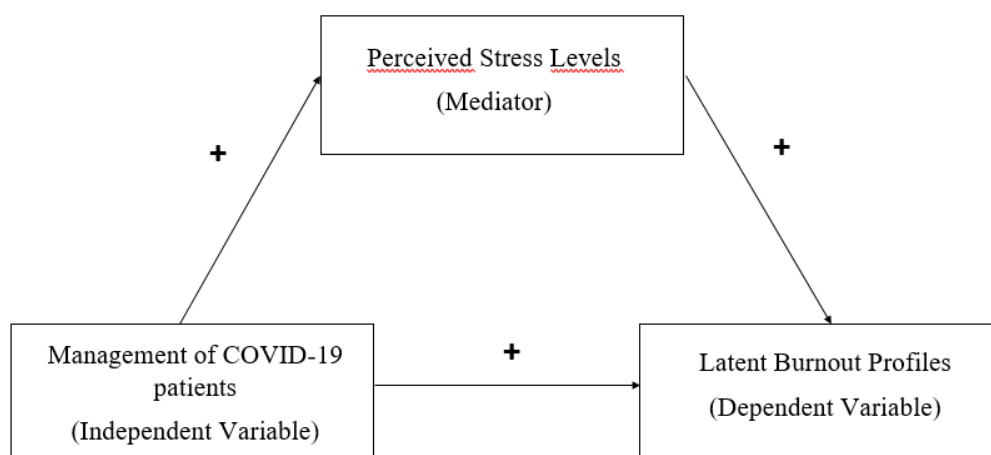 Perceived Stress Levels
(Mediator)
+
+
Management of COVID-19
patients
(Independent Variable)
+
Latent Burnout Profiles
(Dependent Variable)